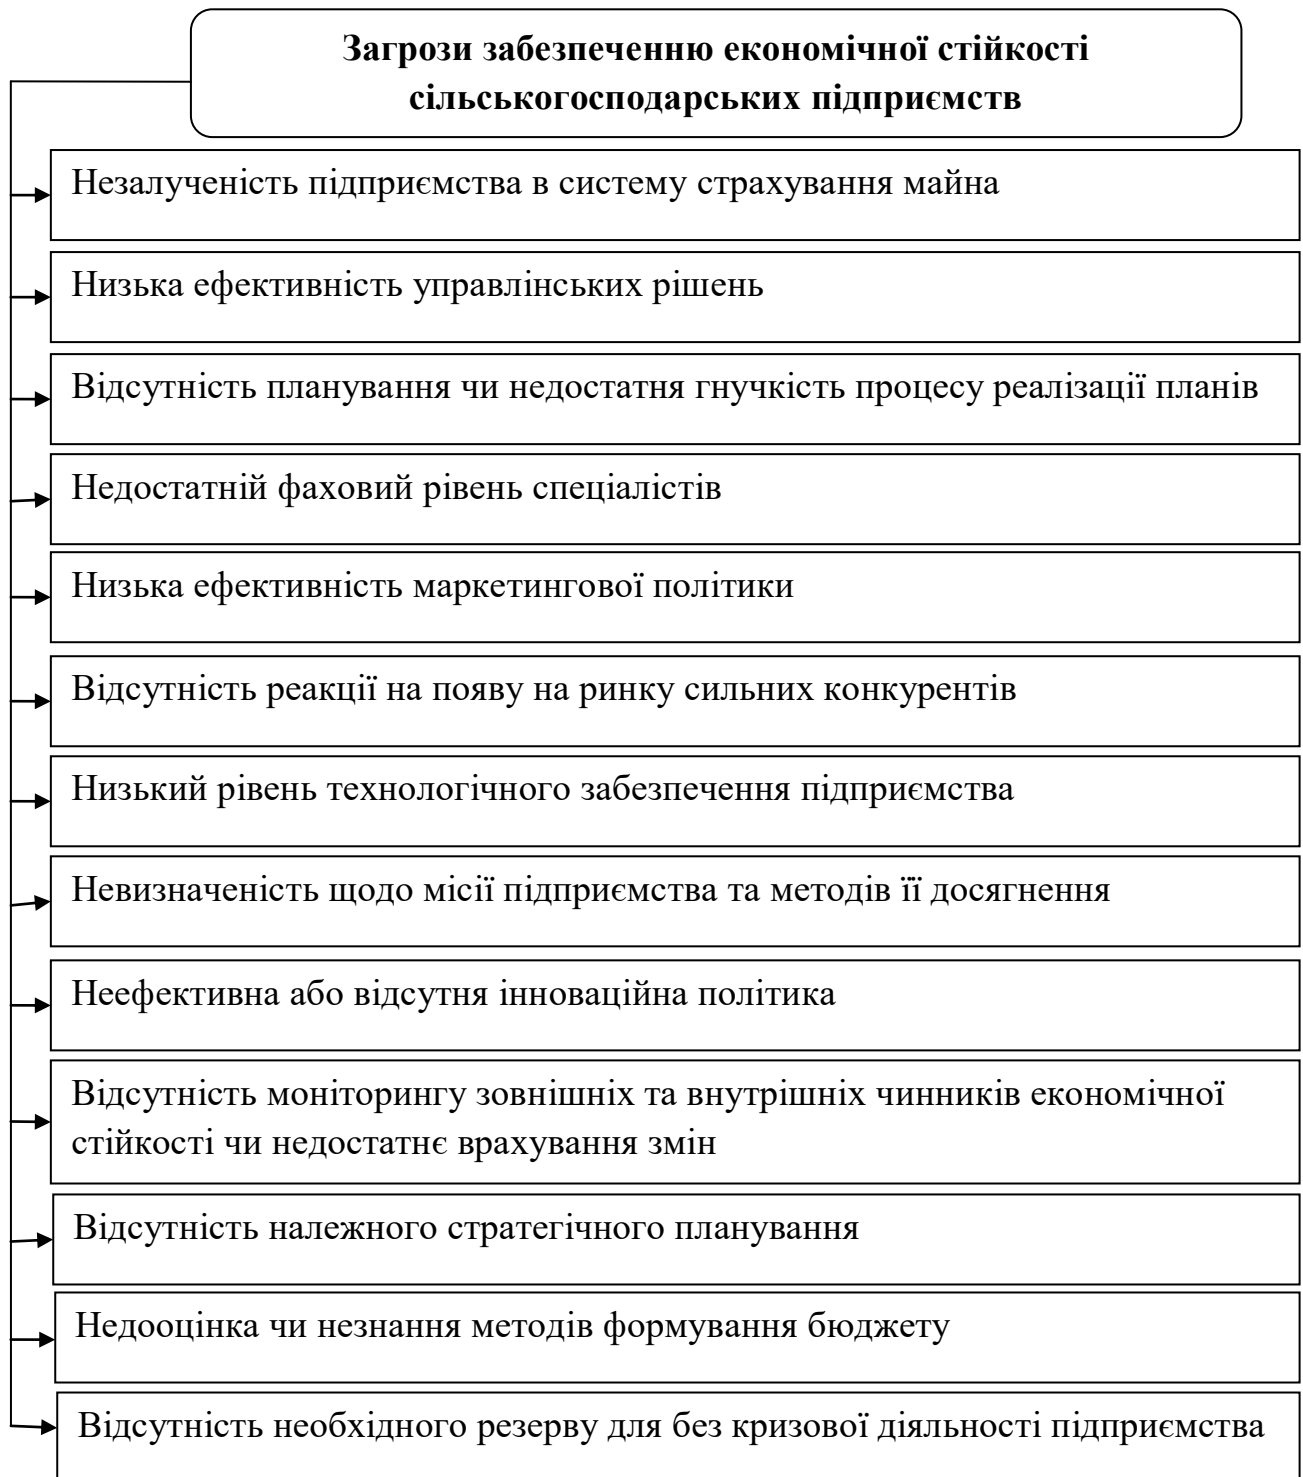 Загрози забезпеченню економічної стійкості
сільськогосподарських підприємств
Незалученість підприємства в систему страхування майна
Низька ефективність управлінських рішень
Відсутність планування чи недостатня гнучкість процесу реалізації планів
Недостатній фаховий рівень спеціалістів
Низька ефективність маркетингової політики
Відсутність реакції на появу на ринку сильних конкурентів
Низький рівень технологічного забезпечення підприємства
Невизначеність щодо місії підприємства та методів її досягнення
Неефективна або відсутня інноваційна політика
Відсутність моніторингу зовнішніх та внутрішніх чинників економічної
стійкості чи недостатнє врахування змін
Відсутність належного стратегічного планування
Недооцінка чи незнання методів формування бюджету
Відсутність необхідного резерву для без кризової діяльності підприємства